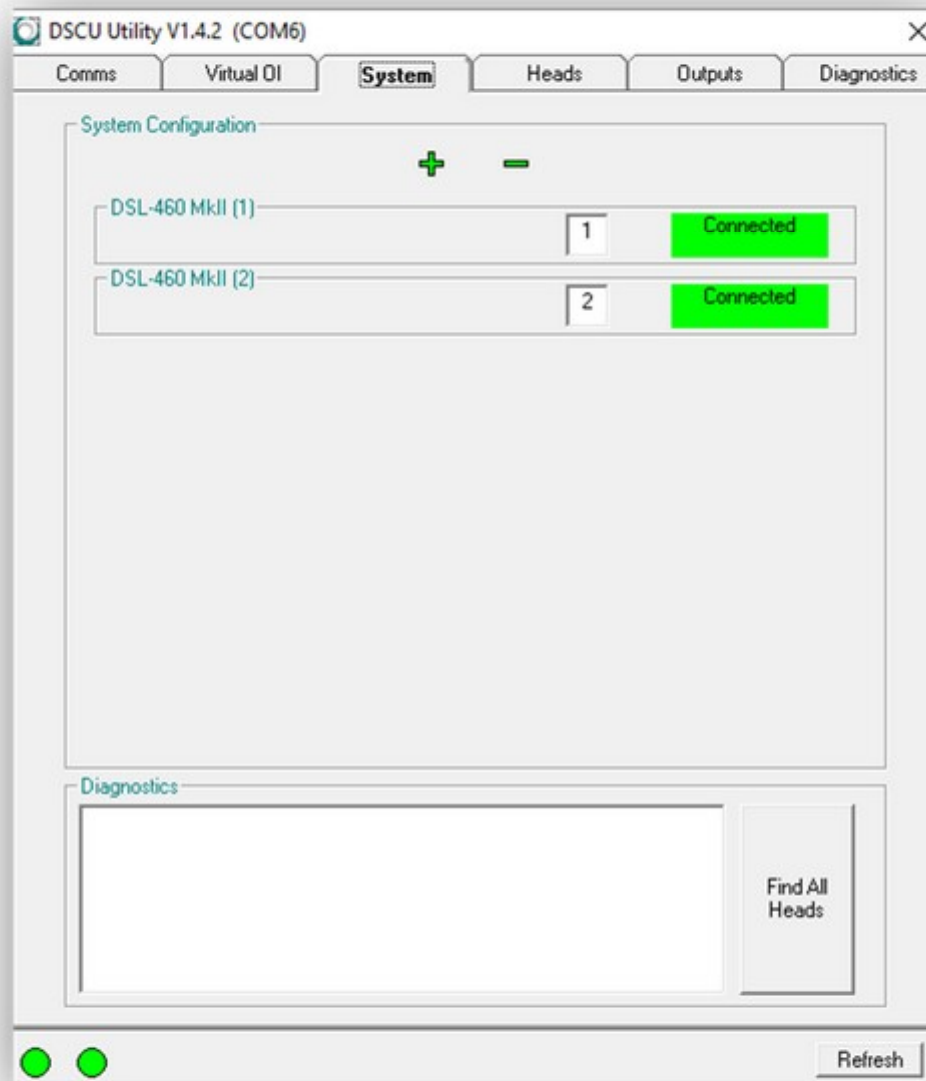 DSCU Utility V1.4.2 (COM6)
Comms Virtual OI System Heads Outputs Diagnostics
System Configuration
DSL-460 MkII (1)
1 Connected
DSL-460 MkII (2)
2 Connected
Diagnostics
Find All
Heads
Refresh